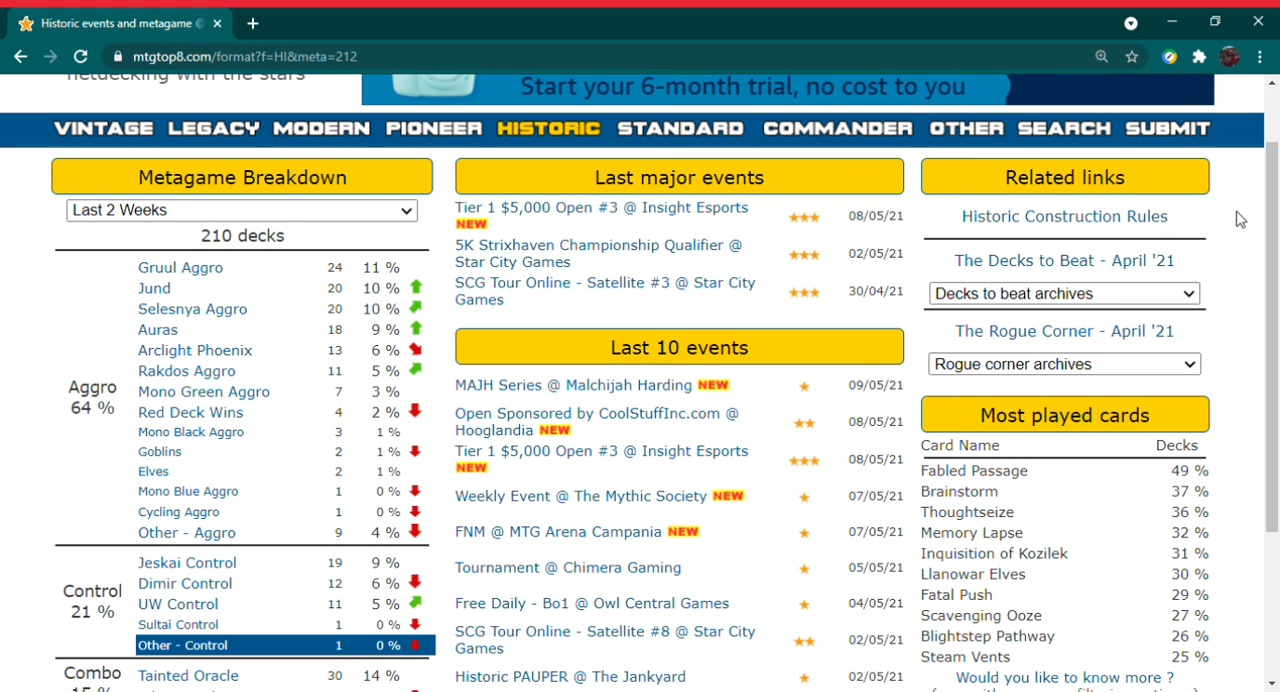 Historic events and metagame @
mtgtop8.com/format?f=HI&meta=212
netdecking with the stars
Start your 6-month trial, no cost to you
VINTAGE LEGACY MODERN PIONEER HISTORIC STANDARD COMMANDER OTHER SEARCH SUBMIT
Metagame Breakdown
Last 2 Weeks
210 decks
Aggro
64 %
Gruul Aggro 24 11 %
Jund 20 10 %
Selesnya Aggro 20 10 %
Auras 18 9 %
Arclight Phoenix 13 6 %
Rakdos Aggro 11 5 %
Mono Green Aggro 7 3 %
Red Deck Wins 4 2 %
Mono Black Aggro 3 1 %
Goblins 2 1 %
Elves 2 1 %
Mono Blue Aggro 1 0 %
Cycling Aggro 1 0 %
Other - Aggro 9 4 %
Control
21 %
Jeskai Control 19 9 %
Dimir Control 12 6 %
UW Control 11 5 %
Sultai Control 1 0 %
Other - Control 1 0 %
Combo
15 %
Tainted Oracle 30 14 %
Last major events
Tier 1 $5,000 Open #3 @ Insight Esports 08/05/21
NEW
5K Strixhaven Championship Qualifier @ 02/05/21
Star City Games
SCG Tour Online - Satellite #3 @ Star City 30/04/21
Games
Last 10 events
MAJH Series @ Malchijah Harding NEW 09/05/21
Open Sponsored by CoolStuffInc.com @ 08/05/21
Hooglandia NEW
Tier 1 $5,000 Open #3 @ Insight Esports 08/05/21
NEW
Weekly Event @ The Mythic Society NEW 07/05/21
FNM @ MTG Arena Campania NEW 07/05/21
Tournament @ Chimera Gaming 05/05/21
Free Daily - Bo1 @ Owl Central Games 04/05/21
SCG Tour Online - Satellite #8 @ Star City 02/05/21
Games
Historic PAUPER @ The Jankyard 02/05/21
Related links
Historic Construction Rules
The Decks to Beat - April '21
Decks to beat archives
The Rogue Corner - April '21
Rogue corner archives
Most played cards
Card Name Decks
Fabled Passage 49 %
Brainstorm 37 %
Thoughtseize 36 %
Memory Lapse 32 %
Inquisition of Kozilek 31 %
Llanowar Elves 30 %
Fatal Push 29 %
Scavenging Ooze 27 %
Blightstep Pathway 26 %
Steam Vents 25 %
Would you like to know more ?